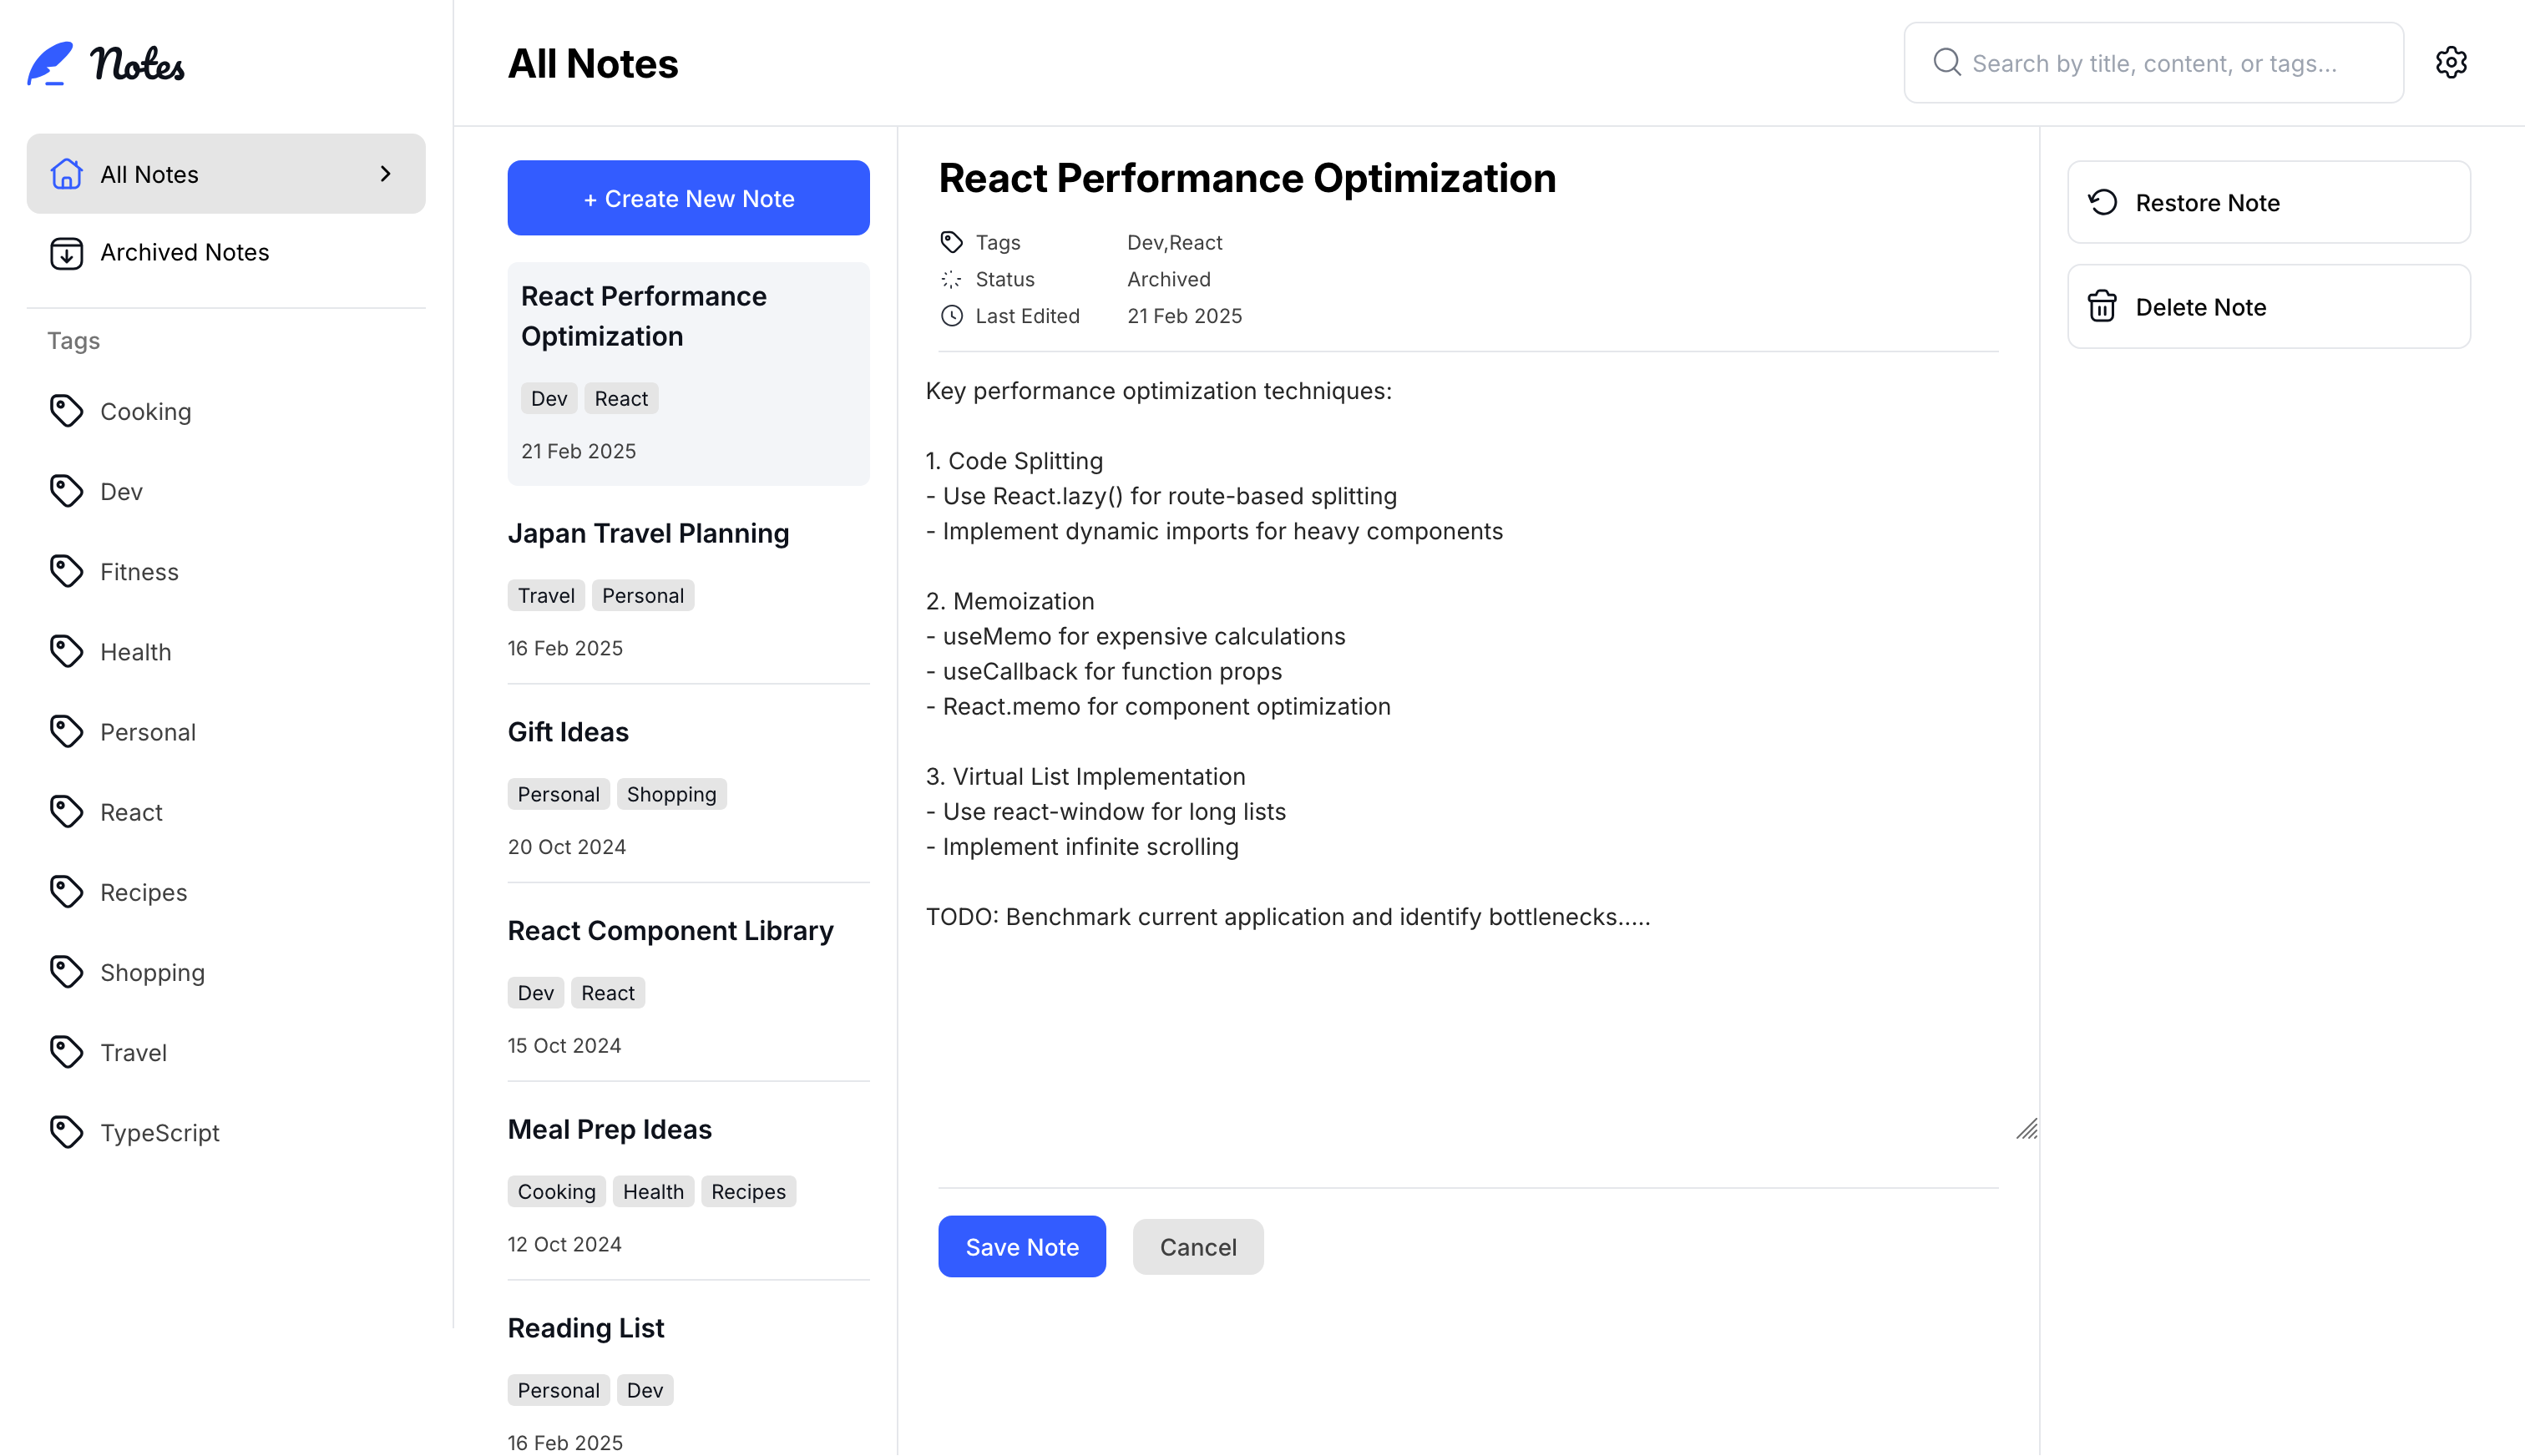 Notes
All Notes
Archived Notes
Tags
Cooking
Dev
Fitness
Health
Personal
React
Recipes
Shopping
Travel
TypeScript
All Notes
Search by title, content, or tags...
+ Create New Note
React Performance
Optimization
Dev React
21 Feb 2025
Japan Travel Planning
Travel Personal
16 Feb 2025
Gift Ideas
Personal Shopping
20 Oct 2024
React Component Library
Dev React
15 Oct 2024
Meal Prep Ideas
Cooking Health Recipes
12 Oct 2024
Reading List
Personal Dev
16 Feb 2025
React Performance Optimization
Tags Dev,React
Status Archived
Last Edited 21 Feb 2025
Key performance optimization techniques:
1. Code Splitting
- Use React.lazy() for route-based splitting
- Implement dynamic imports for heavy components
2. Memoization
- useMemo for expensive calculations
- useCallback for function props
- React.memo for component optimization
3. Virtual List Implementation
- Use react-window for long lists
- Implement infinite scrolling
TODO: Benchmark current application and identify bottlenecks.....
Save Note Cancel
Restore Note
Delete Note